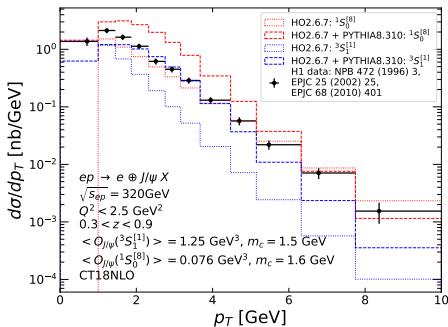 HO2.6.7: ¹S₀^[8]
HO2.6.7 + PYTHIA8.310: ¹S₀^[8]
HO2.6.7: ³S₁^[1]
HO2.6.7 + PYTHIA8.310: ³S₁^[1]
H1 data: NPB 472 (1996) 3,
EPJC 25 (2002) 25,
EPJC 68 (2010) 401
ep → e ⊕ J/ψ X
√s_ep = 320GeV
Q² < 2.5 GeV²
0.3 < z < 0.9
< O_J/ψ(³S₁^[1]) > = 1.25 GeV³, m_c = 1.5 GeV
< O_J/ψ(¹S₀^[8]) > = 0.076 GeV³, m_c = 1.6 GeV
CT18NLO
dσ/dp_T [nb/GeV]
10⁰
10⁻¹
10⁻²
10⁻³
10⁻⁴
0 2 4 6 8 10
p_T [GeV]